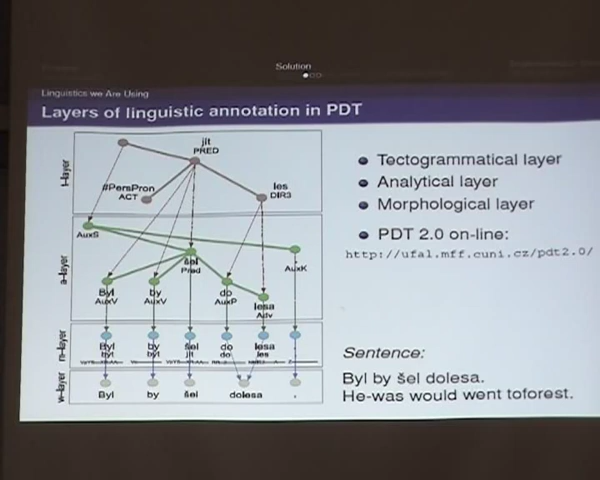 Solution
Linguistics we Are Using
Layers of linguistic annotation in PDT
t-layer
jít
PRED
#PersPron
ACT
les
DIR3
a-layer
AuxS
šel
Pred
AuxK
Byl
AuxV
by
AuxV
do
AuxP
lesa
Adv
m-layer
Byl
být
by
být
šel
jít
do
do
lesa
les
.
w-layer
Byl
by
šel
dolesa
.
Tectogrammatical layer
Analytical layer
Morphological layer
PDT 2.0 on-line:
http://ufal.mff.cuni.cz/pdt2.0/
Sentence:
Byl by šel dolesa.
He-was would went toforest.